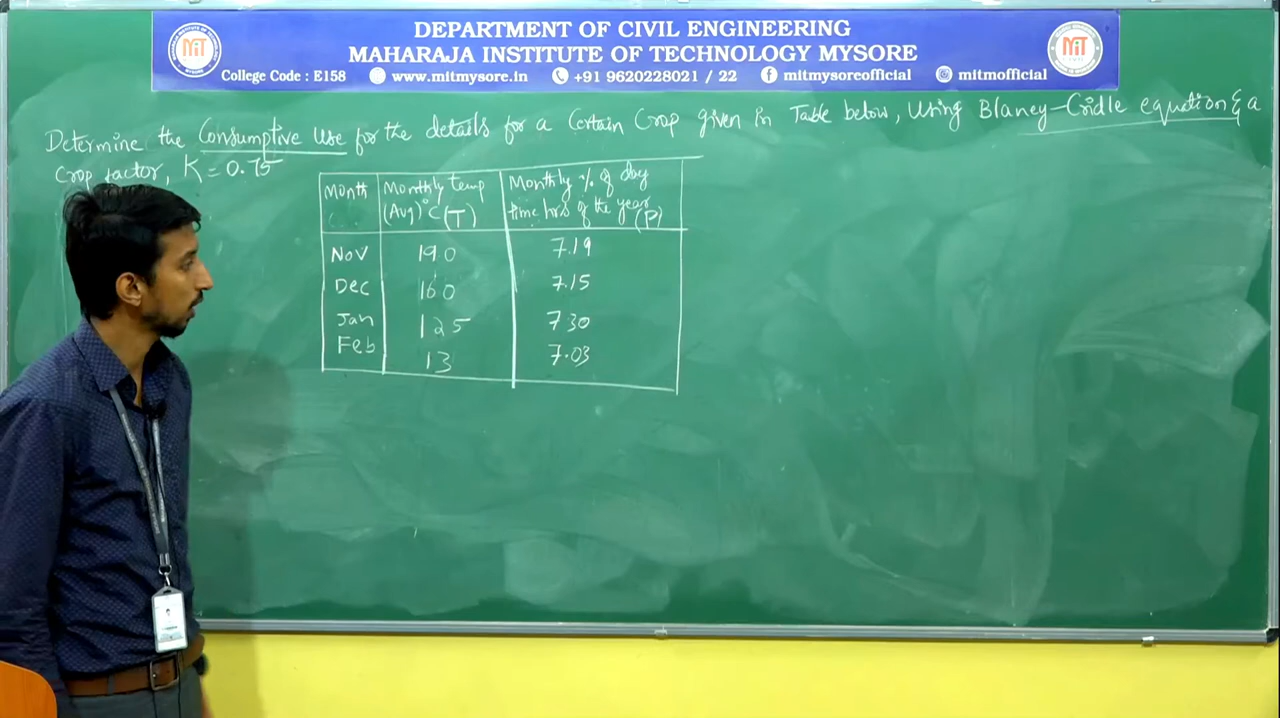 DEPARTMENT OF CIVIL ENGINEERING
MAHARAJA INSTITUTE OF TECHNOLOGY MYSORE
College Code : E158 www.mitmysore.in +91 9620228021 / 22 mitmysoreofficial mitmofficial
MIT
MIT
Determine the Consumptive Use for the details for a Certain Crop given in Table below, Using Blaney-Cridle equation & a
Crop factor, K = 0.75
Month Monthly temp Monthly % of day
(Avg) °C (T) time hrs of the year (P)
Nov 19.0 7.19
Dec 16.0 7.15
Jan 12.5 7.30
Feb 13 7.03